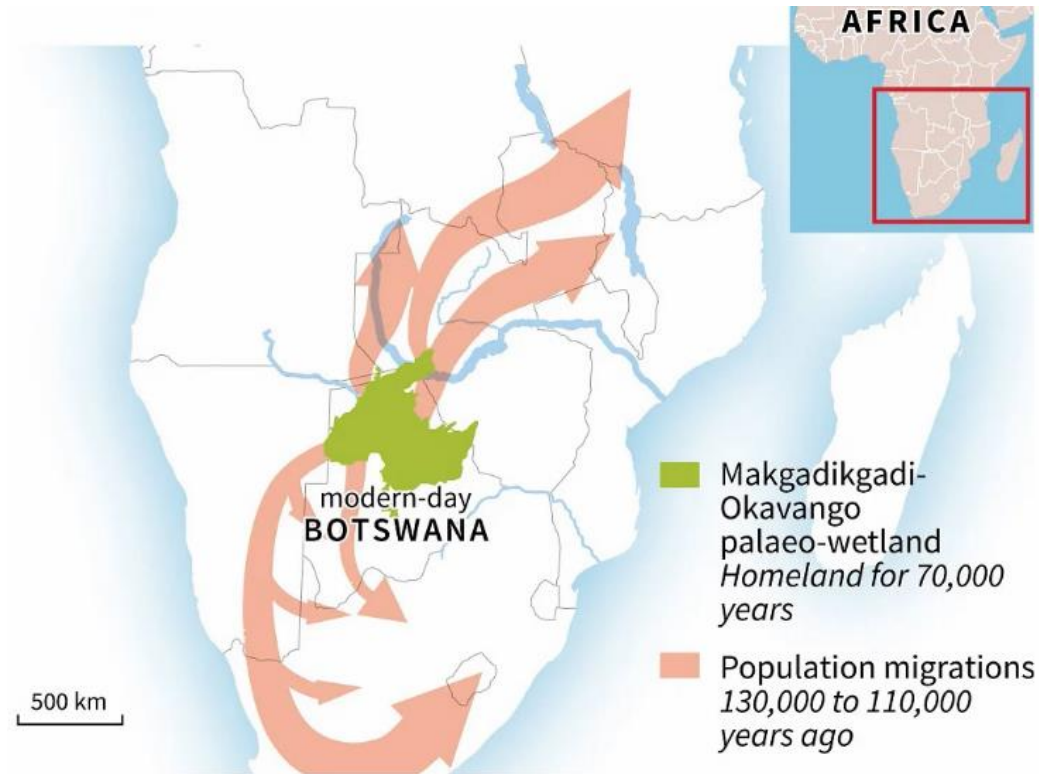 AFRICA
modern-day
BOTSWANA
Makgadikgadi-
Okavango
palaeo-wetland
Homeland for 70,000
years
Population migrations
130,000 to 110,000
years ago
500 km